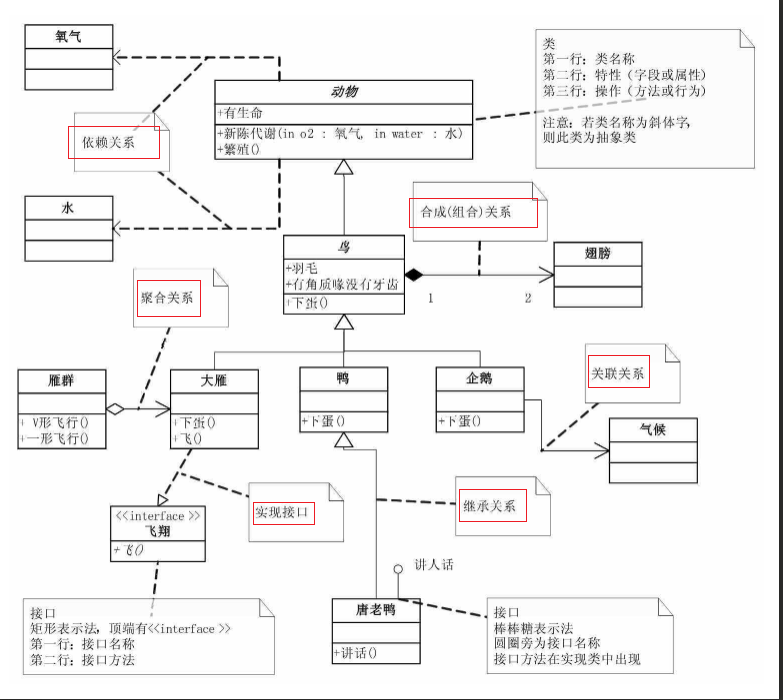 氧气
动物
+有生命
+新陈代谢(in o2 : 氧气, in water : 水)
+繁殖()
类
第一行: 类名称
第二行: 特性(字段或属性)
第三行: 操作(方法或行为)
注意: 若类名称为斜体字,
则此类为抽象类
依赖关系
水
合成(组合)关系
鸟
+羽毛
+有角质喙没有牙齿
+下蛋()
1
2
翅膀
聚合关系
雁群
+ V形飞行()
+一形飞行()
大雁
+下蛋()
+飞()
鸭
+下蛋()
企鹅
+下蛋()
关联关系
气候
<<interface >>
飞翔
+飞()
实现接口
继承关系
讲人话
唐老鸭
+讲话()
接口
矩形表示法, 顶端有<<interface >>
第一行: 接口名称
第二行: 接口方法
接口
棒棒糖表示法
圆圈旁为接口名称
接口方法在实现类中出现